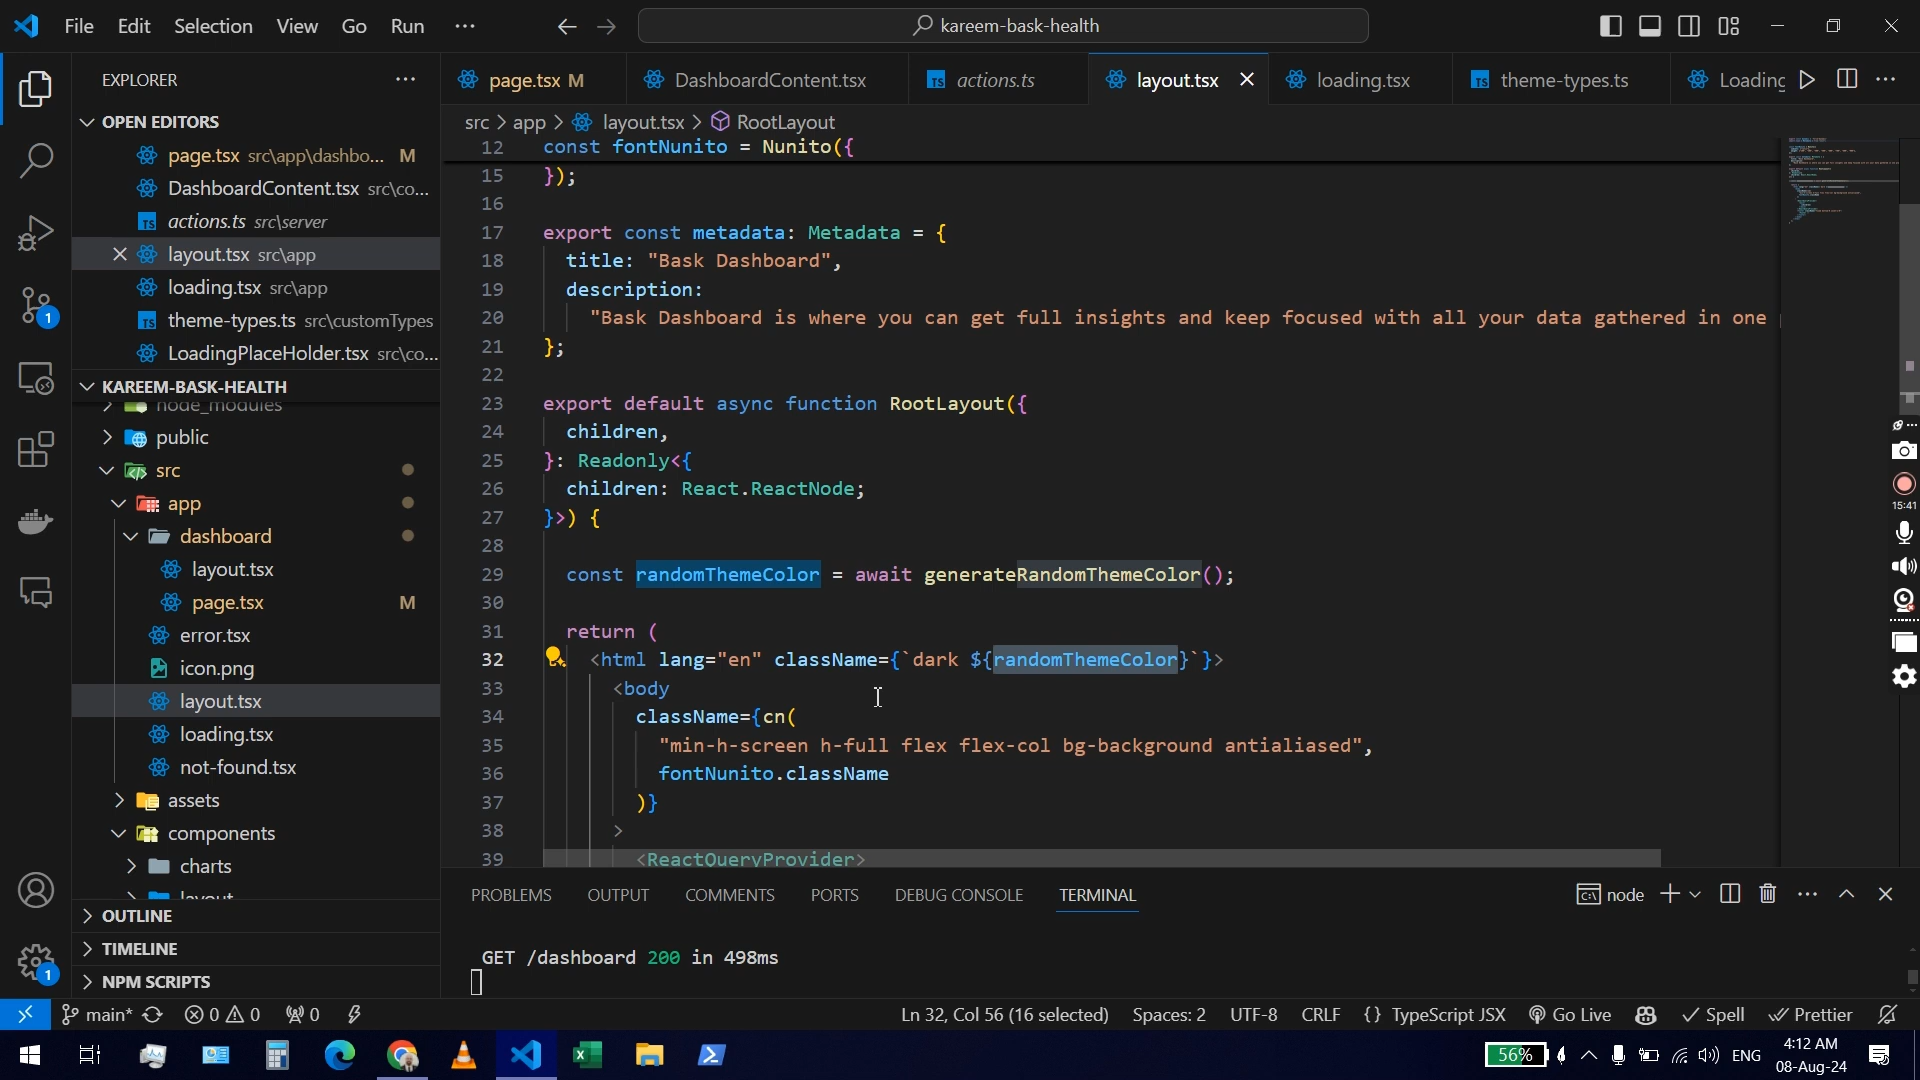 File Edit Selection View Go Run ...
kareem-bask-health
EXPLORER
OPEN EDITORS
page.tsx src\app\dashbo... M
DashboardContent.tsx src\co...
actions.ts src\server
layout.tsx src\app
loading.tsx src\app
theme-types.ts src\customTypes
LoadingPlaceHolder.tsx src\co...
KAREEM-BASK-HEALTH
node_modules
public
src
app
dashboard
layout.tsx
page.tsx M
error.tsx
icon.png
layout.tsx
loading.tsx
not-found.tsx
assets
components
charts
layout
OUTLINE
TIMELINE
NPM SCRIPTS
page.tsx M DashboardContent.tsx actions.ts layout.tsx loading.tsx theme-types.ts Loading
src > app > layout.tsx > RootLayout
12 const fontNunito = Nunito({
15 });
16
17 export const metadata: Metadata = {
18 title: "Bask Dashboard",
19 description:
20 "Bask Dashboard is where you can get full insights and keep focused with all your data gathered in one
21 };
22
23 export default async function RootLayout({
24 children,
25 }: Readonly<{
26 children: React.ReactNode;
27 }>) {
28
29 const randomThemeColor = await generateRandomThemeColor();
30
31 return (
32 <html lang="en" className={`dark ${randomThemeColor}`}>
33 <body
34 className={cn(
35 "min-h-screen h-full flex flex-col bg-background antialiased",
36 fontNunito.className
37 )}
38 >
39 <ReactQueryProvider>
PROBLEMS OUTPUT COMMENTS PORTS DEBUG CONSOLE TERMINAL
node
GET /dashboard 200 in 498ms
15:41
main* 0 0 0
Ln 32, Col 56 (16 selected) Spaces: 2 UTF-8 CRLF {} TypeScript JSX Go Live Spell Prettier
56% ENG
4:12 AM
08-Aug-24
1
1